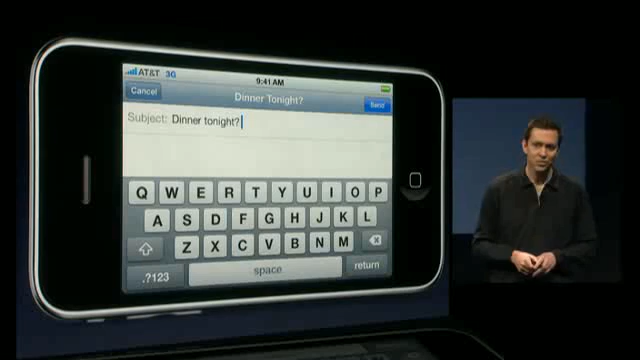 AT&T 3G 9:41 AM
Cancel Dinner Tonight? Send
Subject: Dinner tonight?
Q W E R T Y U I O P
A S D F G H J K L
Z X C V B N M
.?123 space return